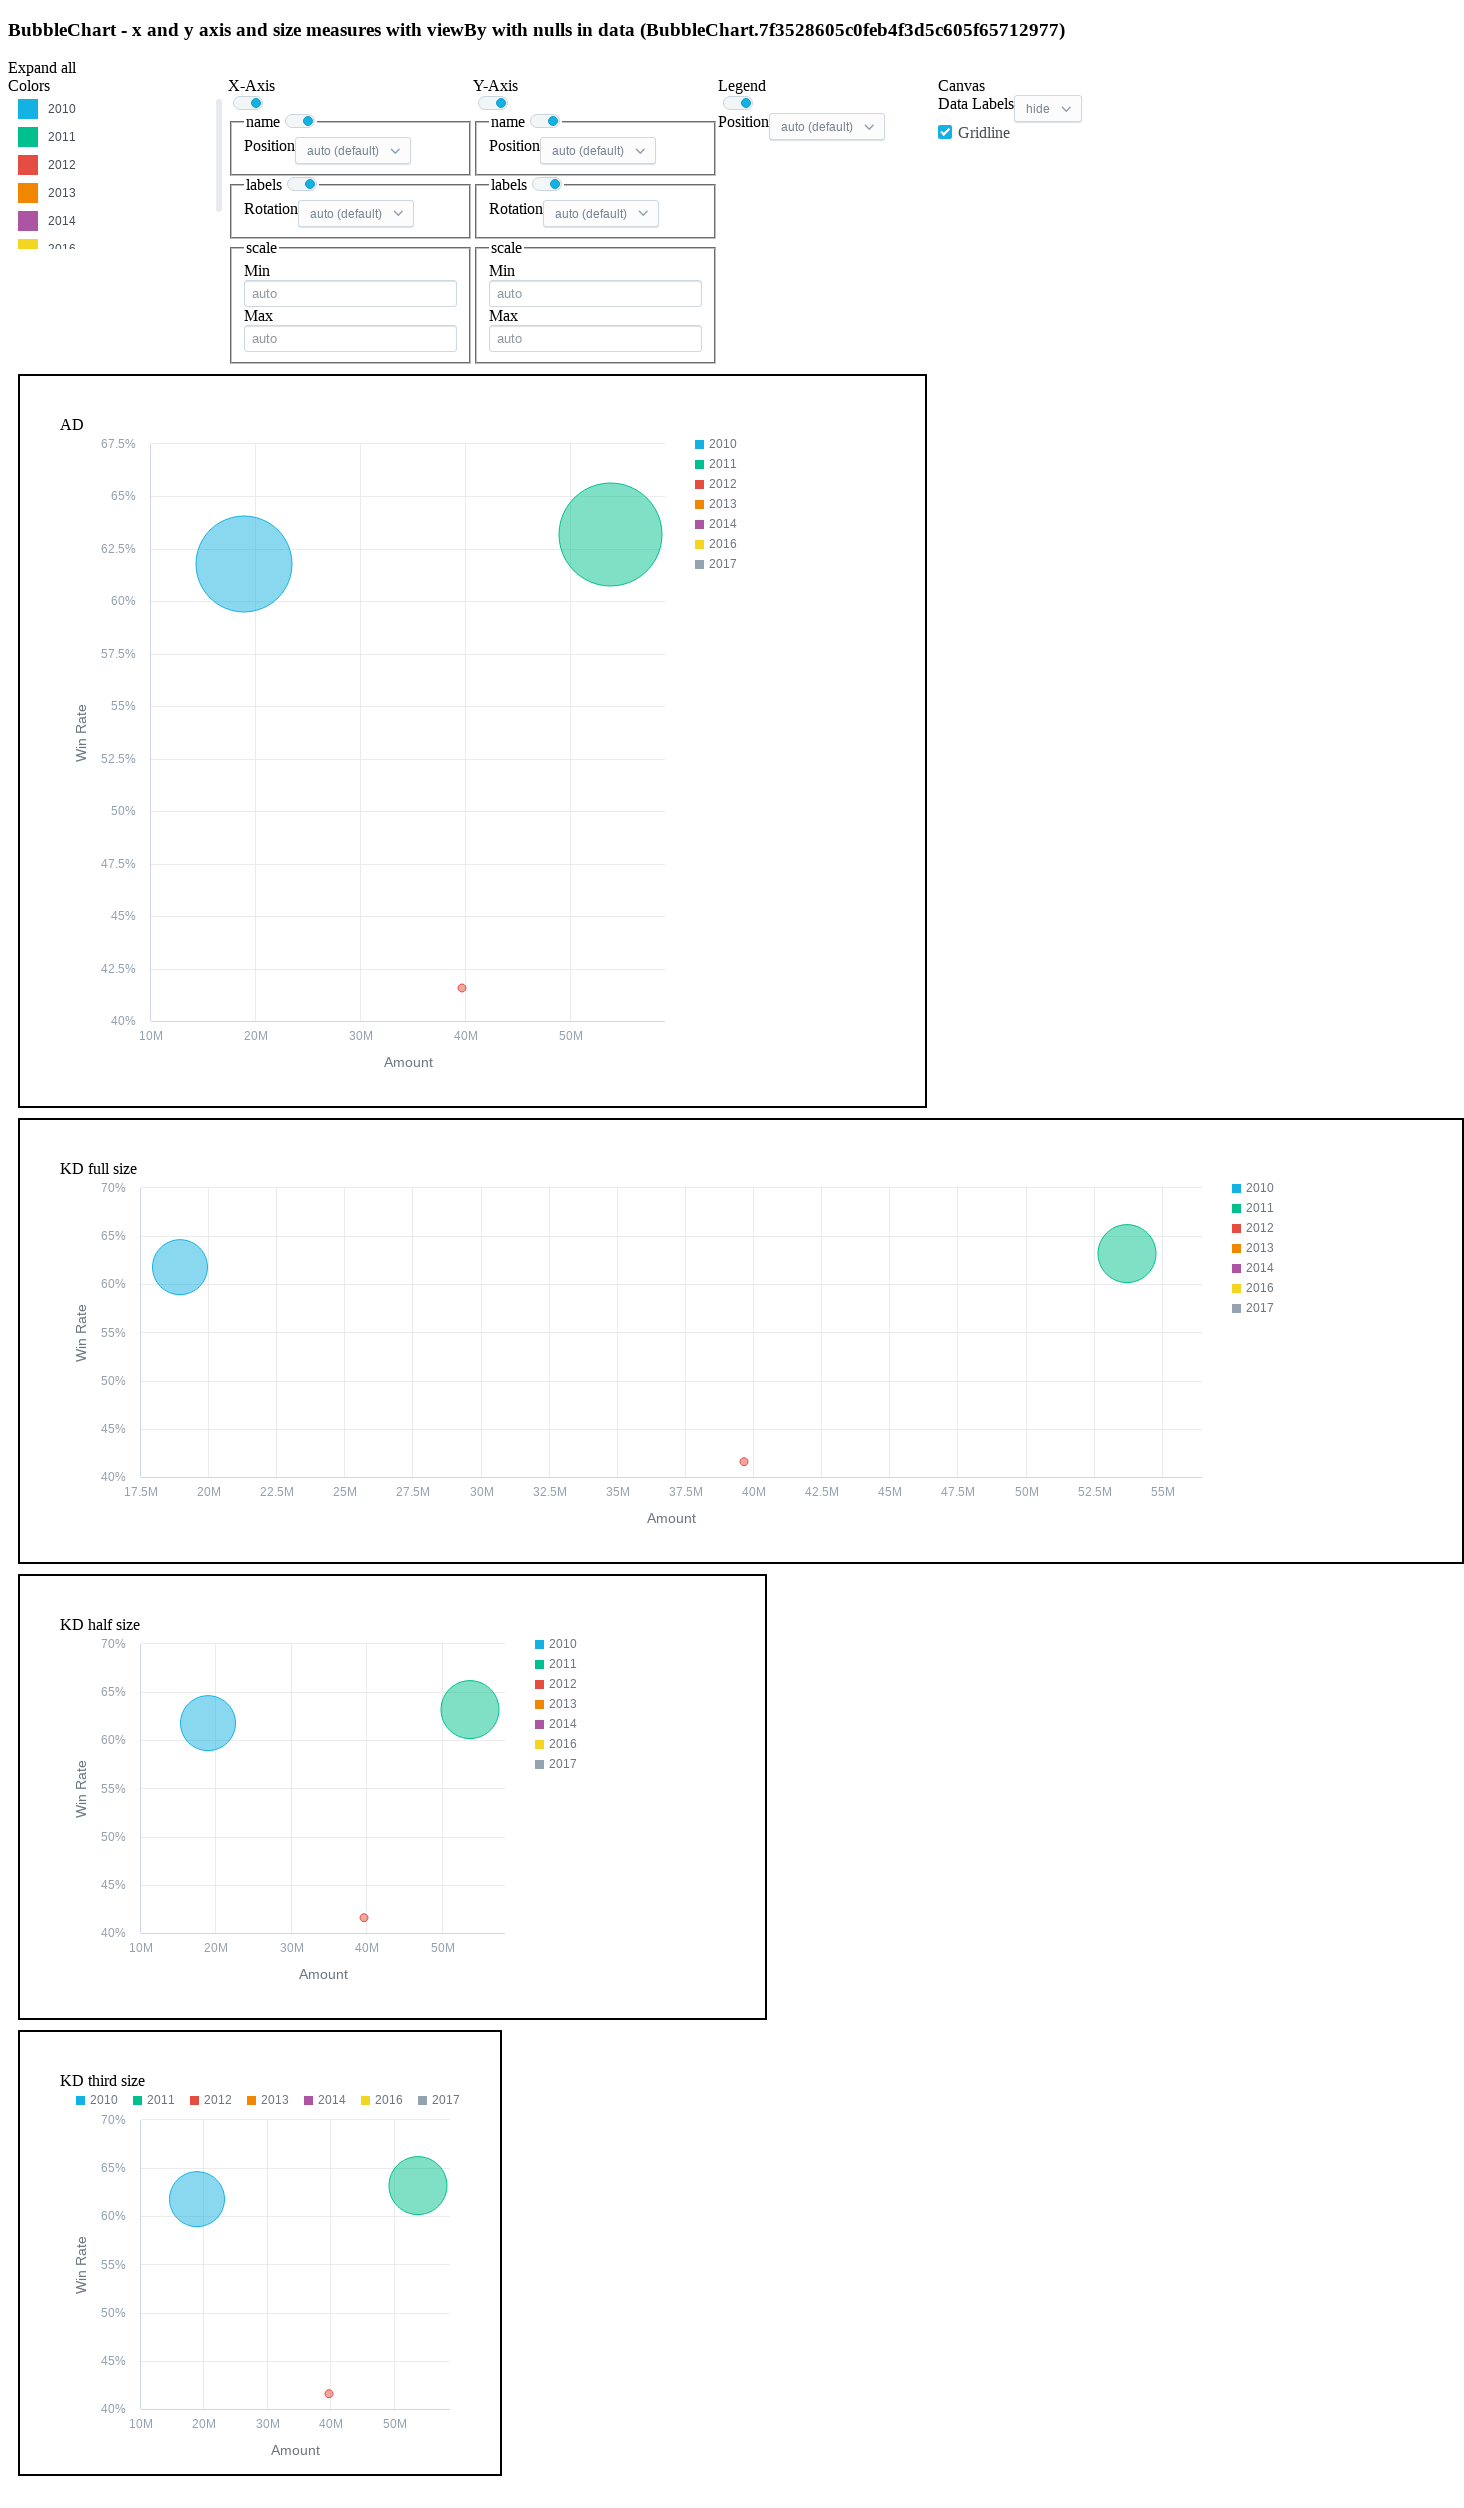 BubbleChart - x and y axis and size measures with viewBy with nulls in data (BubbleChart.7f3528605c0feb4f3d5c605f65712977)
Expand all
Colors
2010
2011
2012
2013
2014
2016
X-Axis
name
Position auto (default)
labels
Rotation auto (default)
scale
Min
auto
Max
auto
Y-Axis
name
Position auto (default)
labels
Rotation auto (default)
scale
Min
auto
Max
auto
Legend
Position auto (default)
Canvas
Data Labels hide
Gridline
AD
67.5%
65%
62.5%
60%
57.5%
55%
52.5%
50%
47.5%
45%
42.5%
40%
Win Rate
10M 20M 30M 40M 50M
Amount
2010
2011
2012
2013
2014
2016
2017
KD full size
70%
65%
60%
55%
50%
45%
40%
Win Rate
17.5M 20M 22.5M 25M 27.5M 30M 32.5M 35M 37.5M 40M 42.5M 45M 47.5M 50M 52.5M 55M
Amount
2010
2011
2012
2013
2014
2016
2017
KD half size
70%
65%
60%
55%
50%
45%
40%
Win Rate
10M 20M 30M 40M 50M
Amount
2010
2011
2012
2013
2014
2016
2017
KD third size
2010 2011 2012 2013 2014 2016 2017
70%
65%
60%
55%
50%
45%
40%
Win Rate
10M 20M 30M 40M 50M
Amount